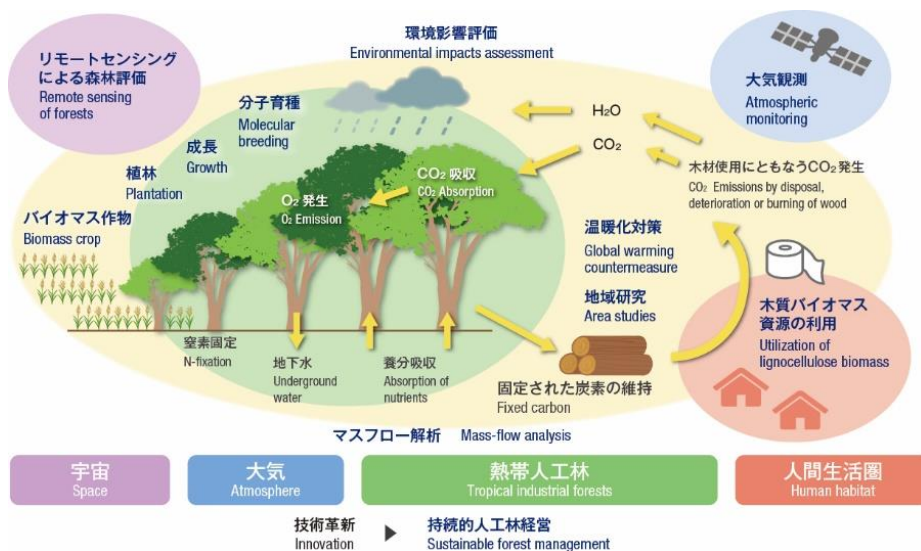 環境影響評価
Environmental impacts assessment
リモートセンシング
による森林評価
Remote sensing
of forests
大気観測
Atmospheric
monitoring
分子育種
Molecular
breeding
成長
Growth
植林
Plantation
バイオマス作物
Biomass crop
H₂O
CO₂
CO₂ 吸収
CO₂ Absorption
O₂ 発生
O₂ Emission
木材使用にともなうCO₂発生
CO₂ Emissions by disposal,
deterioration or burning of wood
温暖化対策
Global warming
countermeasure
地域研究
Area studies
木質バイオマス
資源の利用
Utilization of
lignocellulose biomass
窒素固定
N-fixation
地下水
Underground
water
養分吸収
Absorption of
nutrients
固定された炭素の維持
Fixed carbon
マスフロー解析 Mass-flow analysis
宇宙
Space
大気
Atmosphere
熱帯人工林
Tropical industrial forests
人間生活圏
Human habitat
技術革新
Innovation
持続的人工林経営
Sustainable forest management